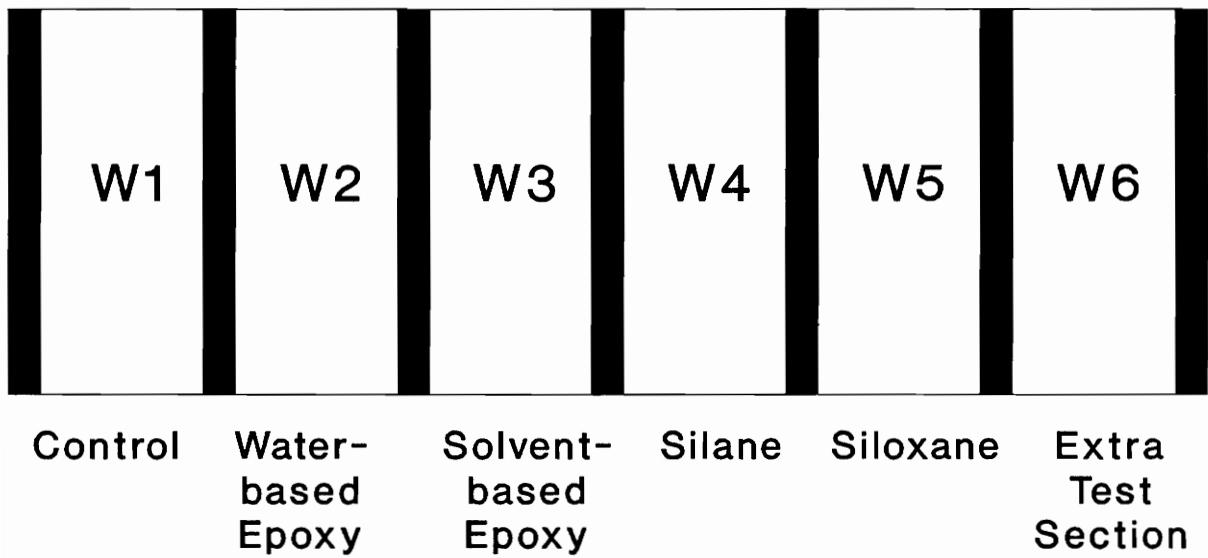 W1 W2 W3 W4 W5 W6
Control Water- Solvent- Silane Siloxane Extra
based based Test
Epoxy Epoxy Section